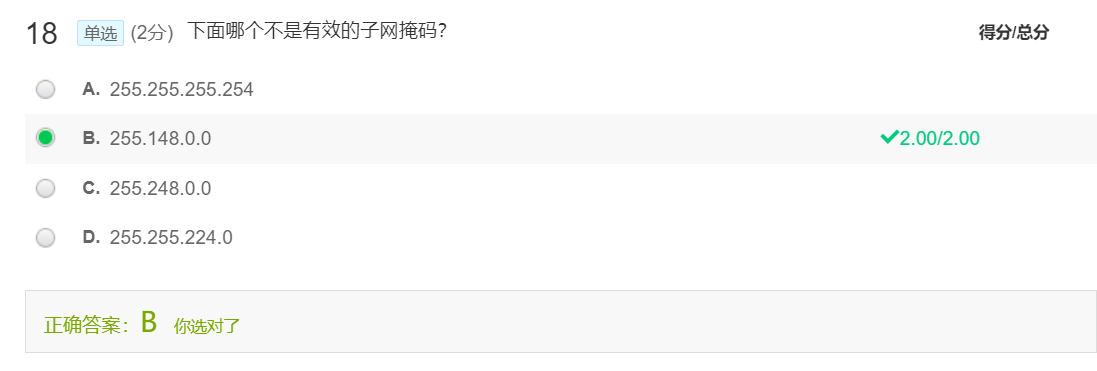 18 单选 (2分) 下面哪个不是有效的子网掩码? 得分/总分
A. 255.255.255.254
B. 255.148.0.0 2.00/2.00
C. 255.248.0.0
D. 255.255.224.0
正确答案：B 你选对了